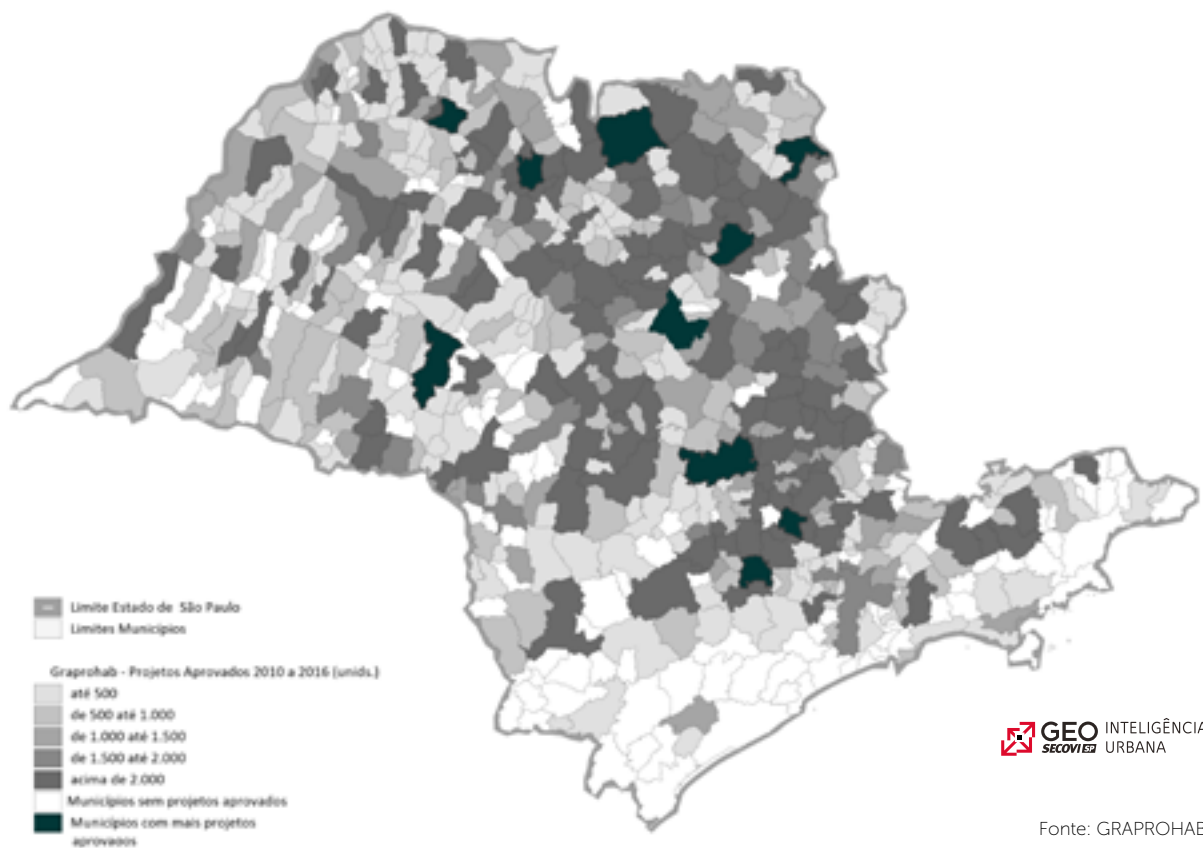 Limite Estado de São Paulo
Limites Municípios
Graprohab - Projetos Aprovados 2010 a 2016 (unids.)
até 500
de 500 até 1.000
de 1.000 até 1.500
de 1.500 até 2.000
acima de 2.000
Municípios sem projetos aprovados
Municípios com mais projetos
aprovados
GEO INTELIGÊNCIA
SECOVI SP URBANA
Fonte: GRAPROHAB